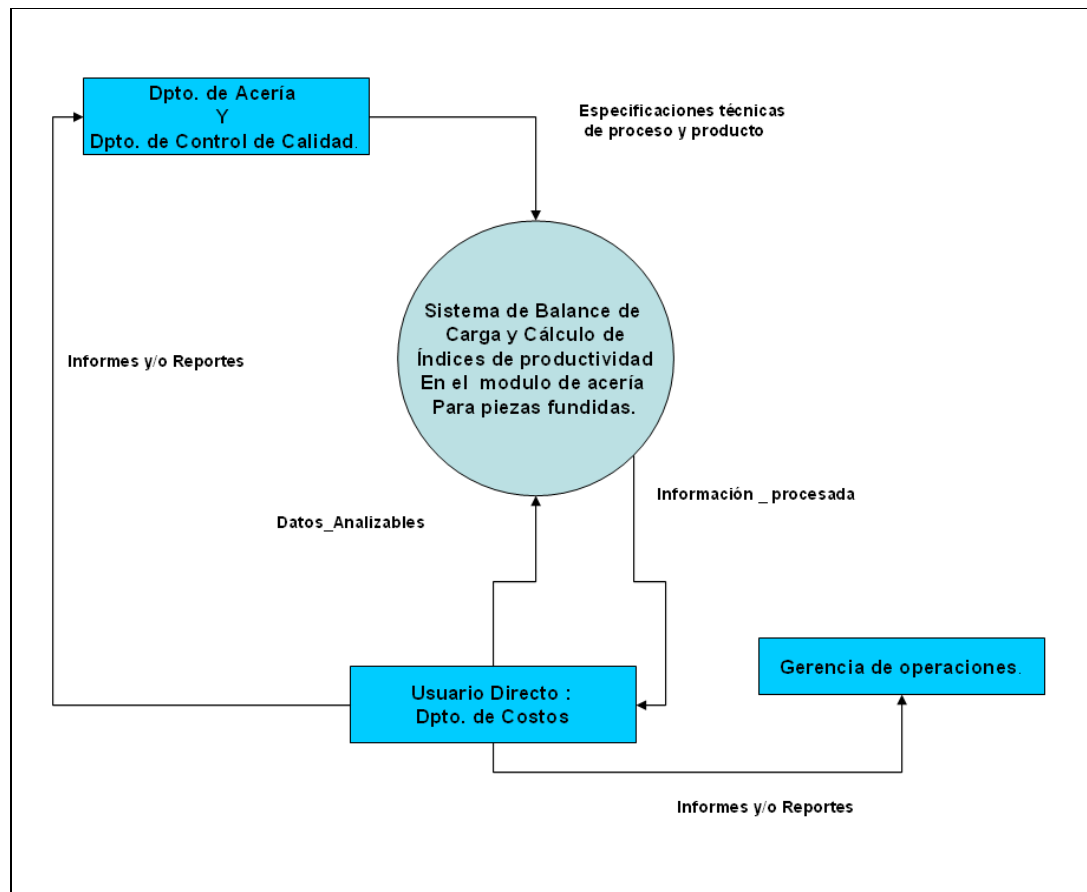 Dpto. de Acería
Y
Dpto. de Control de Calidad.
Especificaciones técnicas
de proceso y producto
Sistema de Balance de
Carga y Cálculo de
Índices de productividad
En el modulo de acería
Para piezas fundidas.
Informes y/o Reportes
Información _ procesada
Datos_Analizables
Usuario Directo :
Dpto. de Costos
Gerencia de operaciones.
Informes y/o Reportes